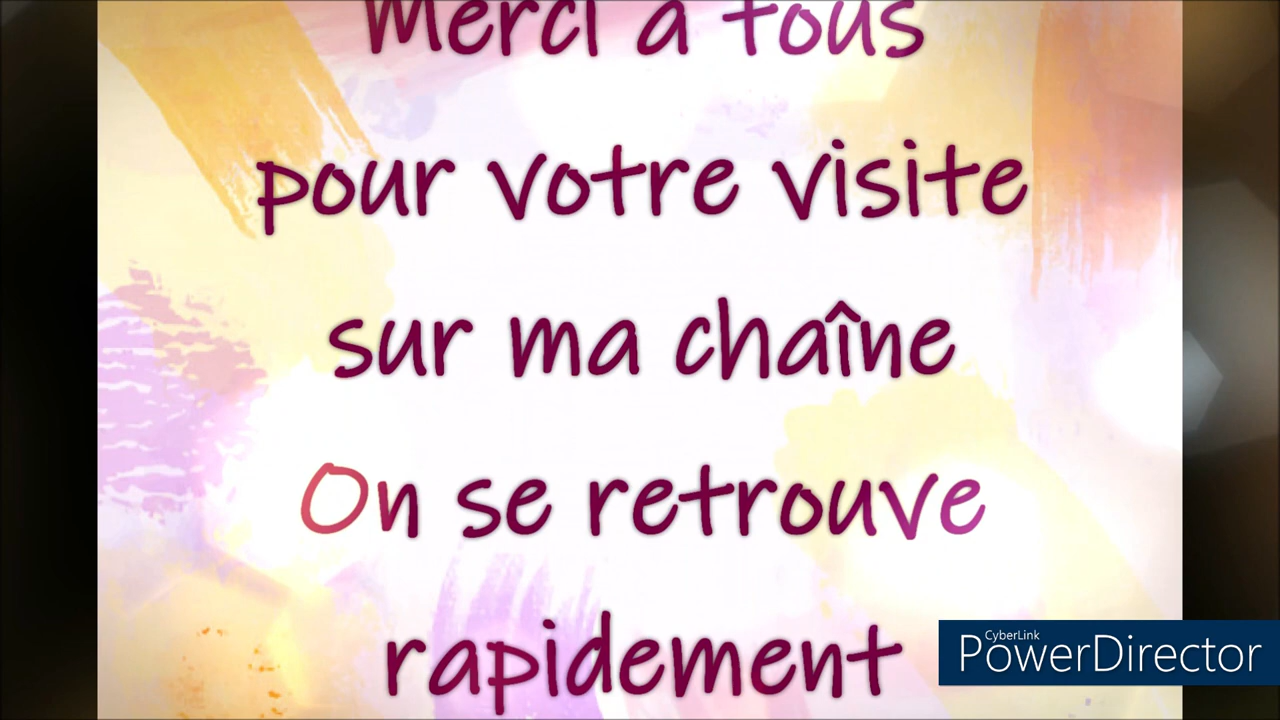 Merci à tous
pour votre visite
sur ma chaîne
On se retrouve
rapidement
CyberLink
PowerDirector